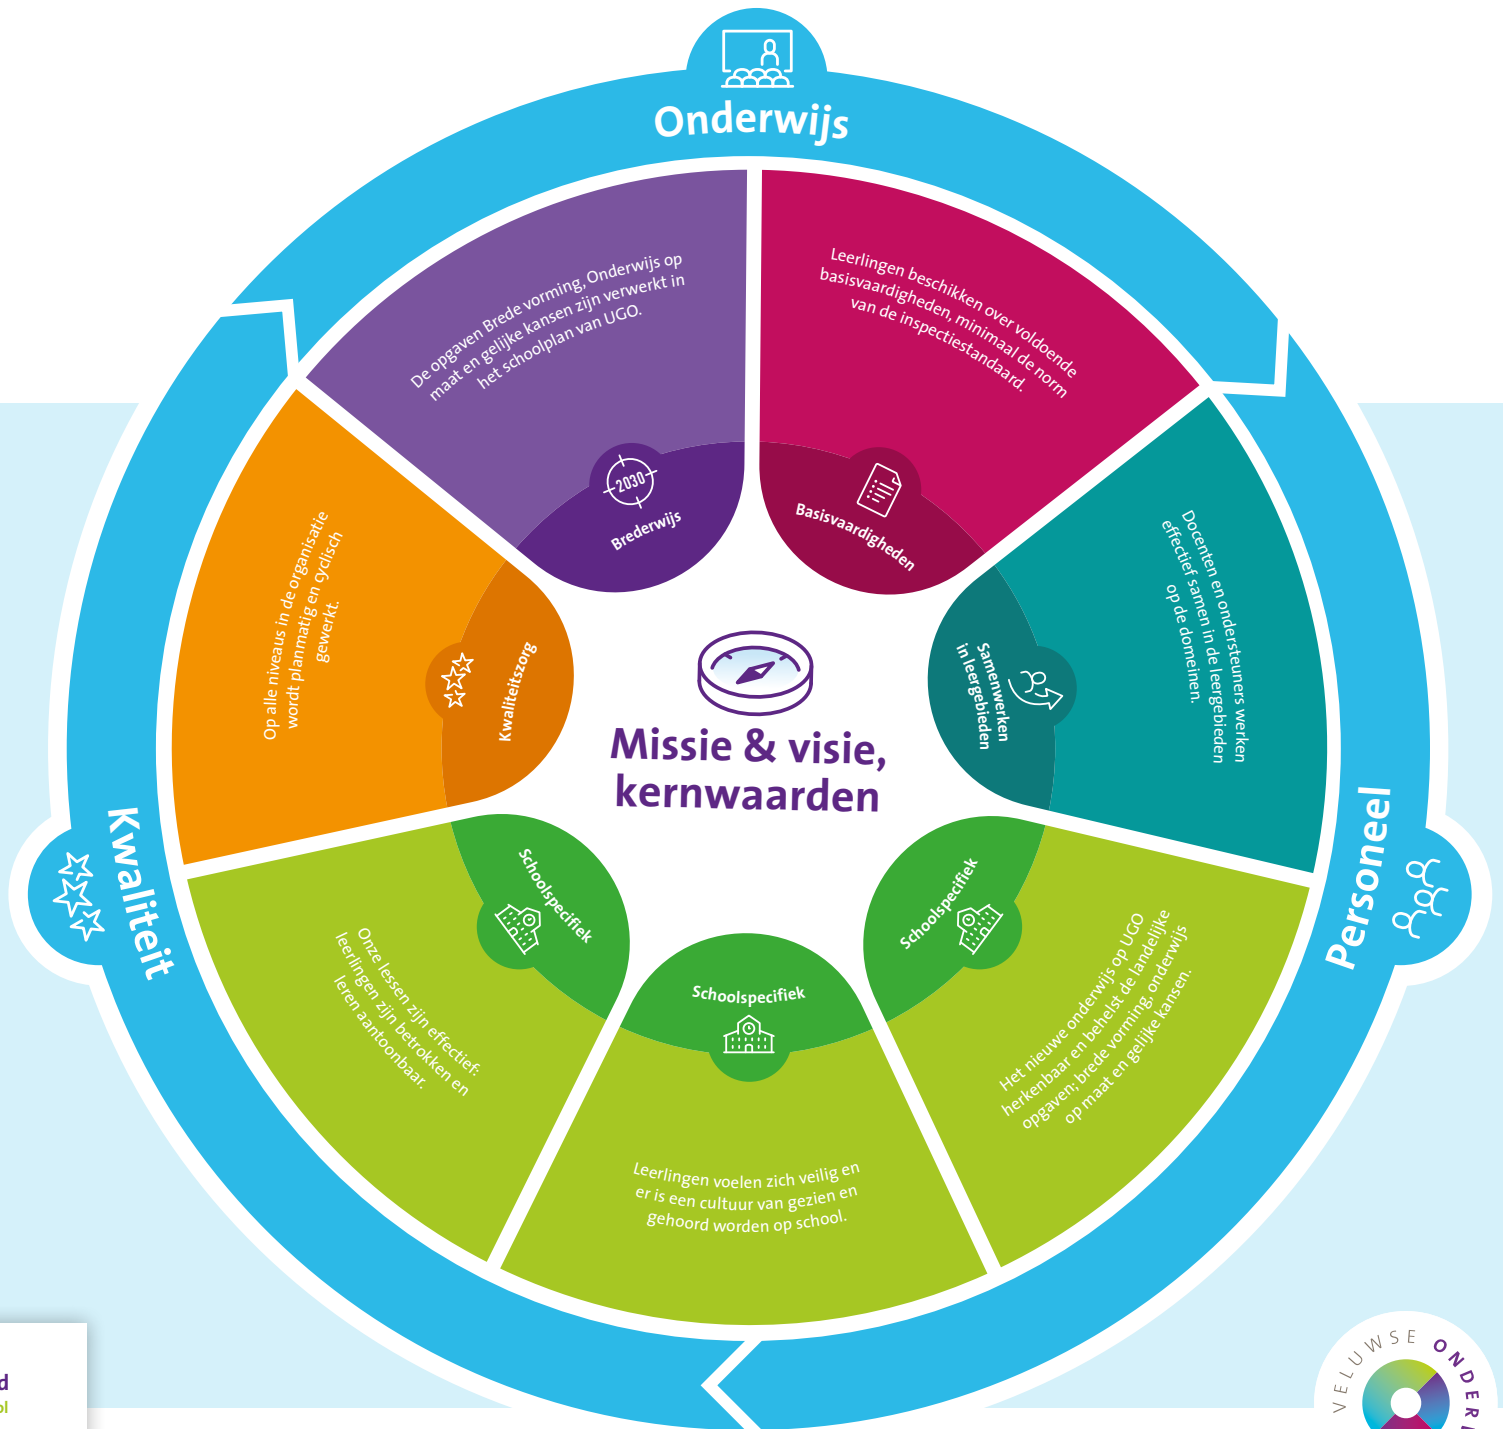 Onderwijs
De opgaven Brede vorming, Onderwijs op
maat en gelijke kansen zijn verwerkt in
het schoolplan van UGO.
2030
Brederwijs
Leerlingen beschikken over voldoende
basisvaardigheden, minimaal de norm
van de inspectiestandaard.
Basisvaardigheden
Docenten en ondersteuners werken
effectief samen in de leergebieden
op de domeinen.
Samenwerken
in leergebieden
Op alle niveaus in de organisatie
wordt planmatig en cyclisch
gewerkt.
Kwaliteitszorg
Missie & visie,
kernwaarden
Kwaliteit
Personeel
Schoolspecifiek
Onze lessen zijn effectief:
leerlingen zijn betrokken en
leren aantoonbaar.
Schoolspecifiek
Leerlingen voelen zich veilig en
er is een cultuur van gezien en
gehoord worden op school.
Schoolspecifiek
Het nieuwe onderwijs op UGO
herkenbaar en behelst de landelijke
opgaven; brede vorming, onderwijs
op maat en gelijke kansen.
d
ol
VELUWSE ONDER